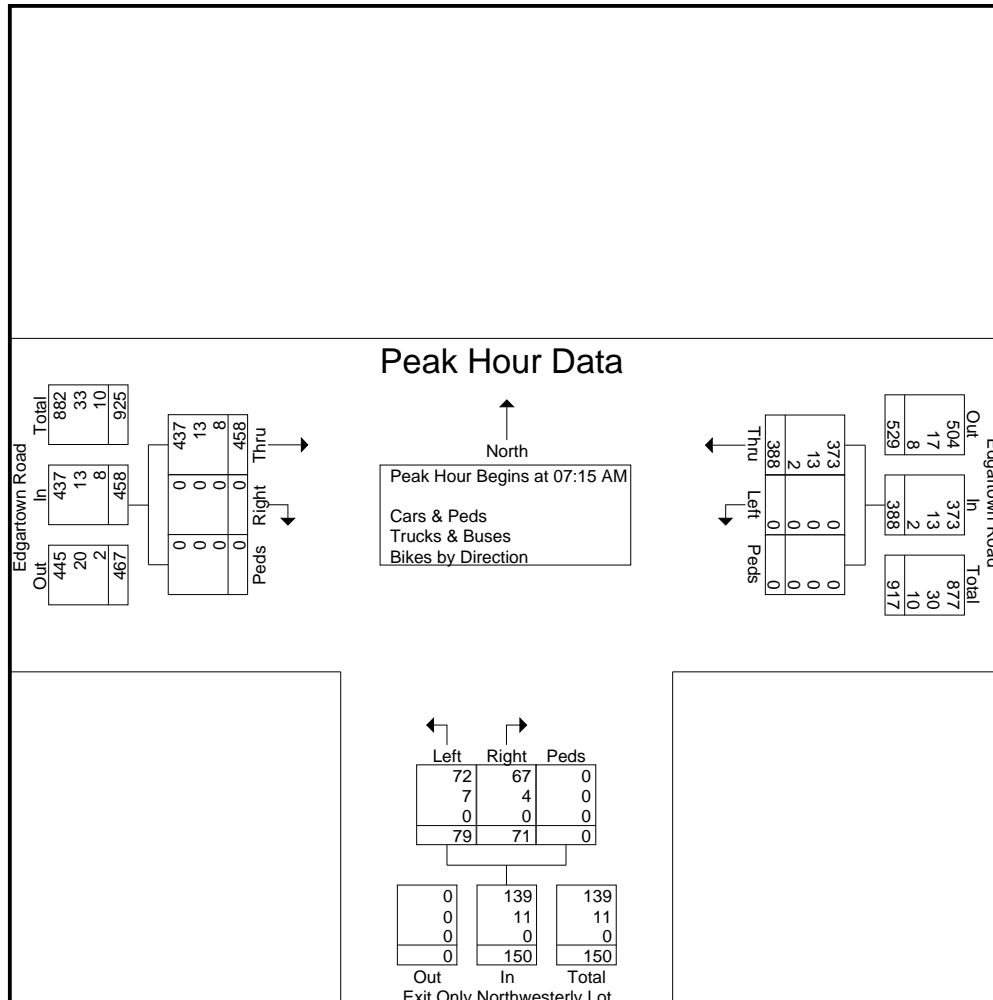 Peak Hour Data
North
Peak Hour Begins at 07:15 AM
Cars & Peds
Trucks & Buses
Bikes by Direction
Edgartown Road
Total
882
33
10
925
In
437
13
8
458
Out
445
20
2
467
Thru
437
13
8
458
Right
0
0
0
0
Peds
0
0
0
0
Thru
373
13
2
388
Left
0
0
0
0
Peds
0
0
0
0
Edgartown Road
Out
504
17
8
529
In
373
13
2
388
Total
877
30
10
917
Left Right Peds
72 67 0
7 4 0
0 0 0
79 71 0
0 139 139
0 11 11
0 0 0
0 150 150
Out In Total
Exit Only Northwesterly Lot